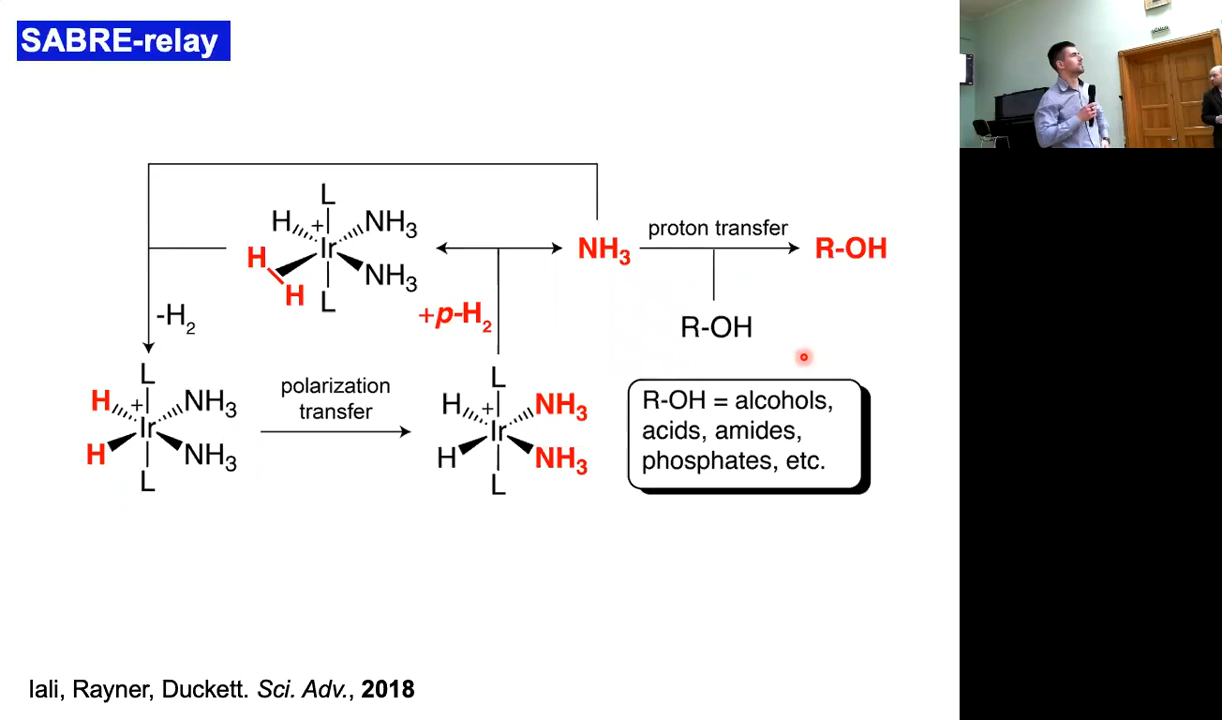 SABRE-relay
L
H
+
NH3
Ir
H
H
NH3
L
+p-H2
NH3
proton transfer
R-OH
R-OH
-H2
L
H
+
NH3
Ir
H
NH3
L
polarization
transfer
L
H
+
NH3
Ir
H
NH3
L
R-OH = alcohols,
acids, amides,
phosphates, etc.
Iali, Rayner, Duckett. Sci. Adv., 2018